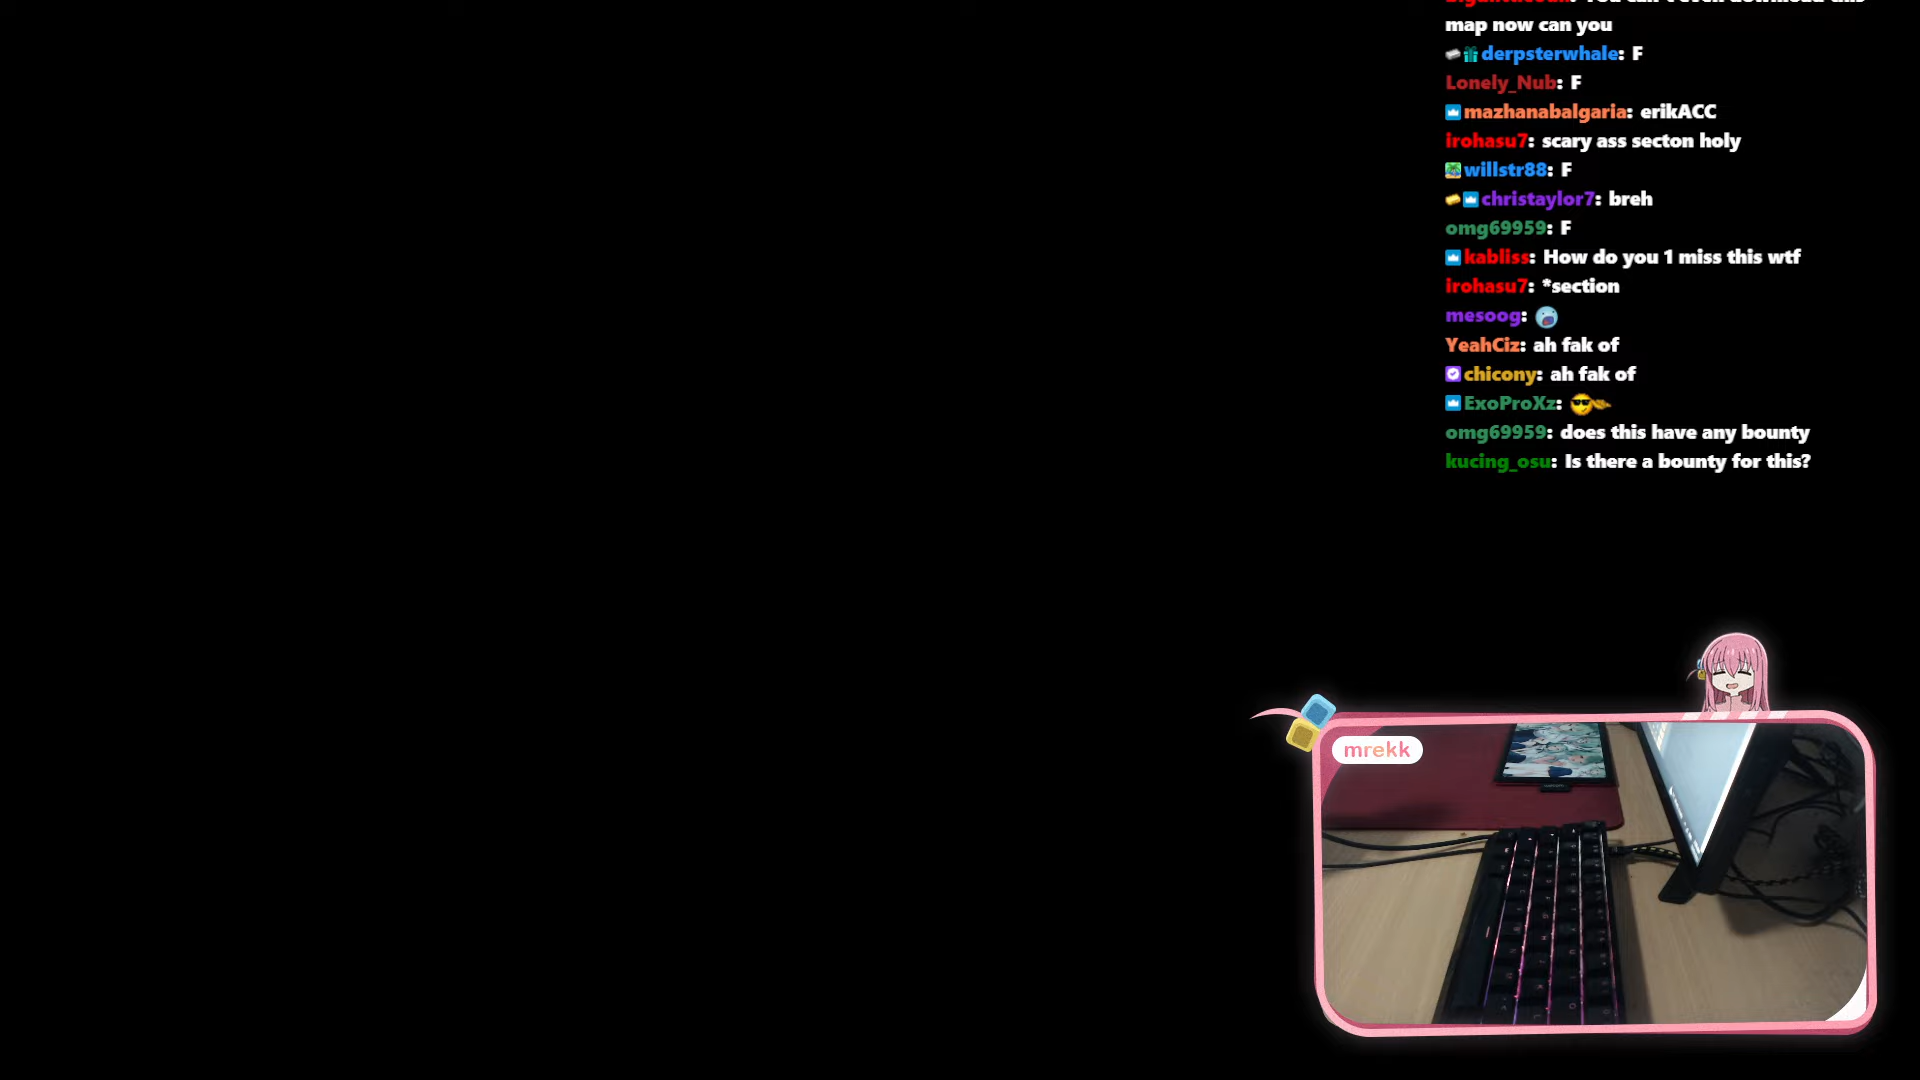 map now can you
derpsterwhale: F
Lonely_Nub: F
mazhanabalgaria: erikACC
irohasu7: scary ass secton holy
willstr88: F
christaylor7: breh
omg69959: F
kabliss: How do you 1 miss this wtf
irohasu7: *section
mesoog:
YeahCiz: ah fak of
chicony: ah fak of
ExoProXz:
omg69959: does this have any bounty
kucing_osu: Is there a bounty for this?
mrekk